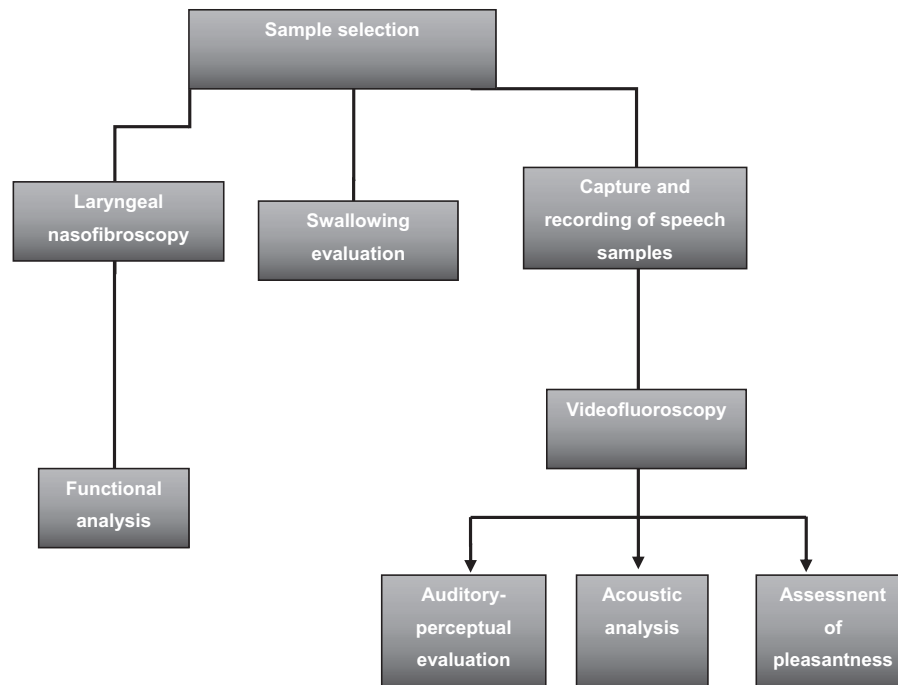 Sample selection
Laryngeal
nasofibroscopy
Swallowing
evaluation
Capture and
recording of speech
samples
Videofluoroscopy
Functional
analysis
Auditory-
perceptual
evaluation
Acoustic
analysis
Assessnent
of
pleasantness